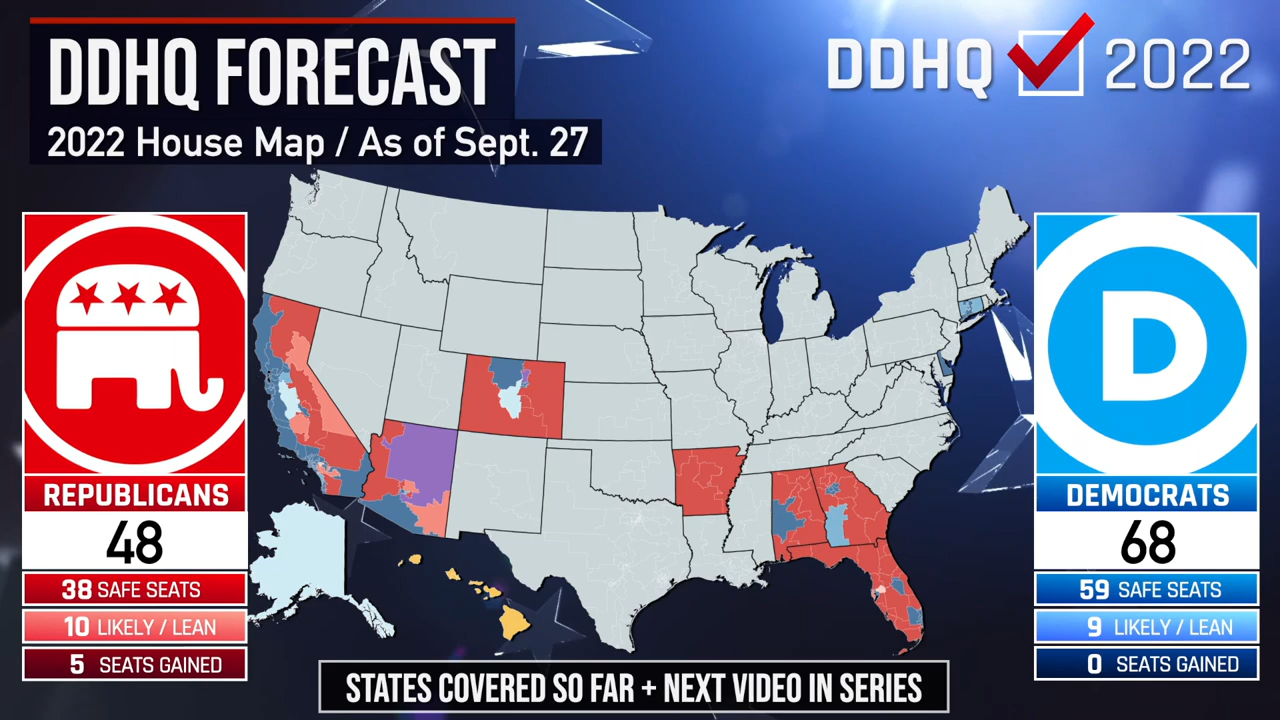 DDHQ FORECAST
2022 House Map / As of Sept. 27
DDHQ 2022
REPUBLICANS
48
38 SAFE SEATS
10 LIKELY / LEAN
5 SEATS GAINED
D
DEMOCRATS
68
59 SAFE SEATS
9 LIKELY / LEAN
0 SEATS GAINED
STATES COVERED SO FAR + NEXT VIDEO IN SERIES